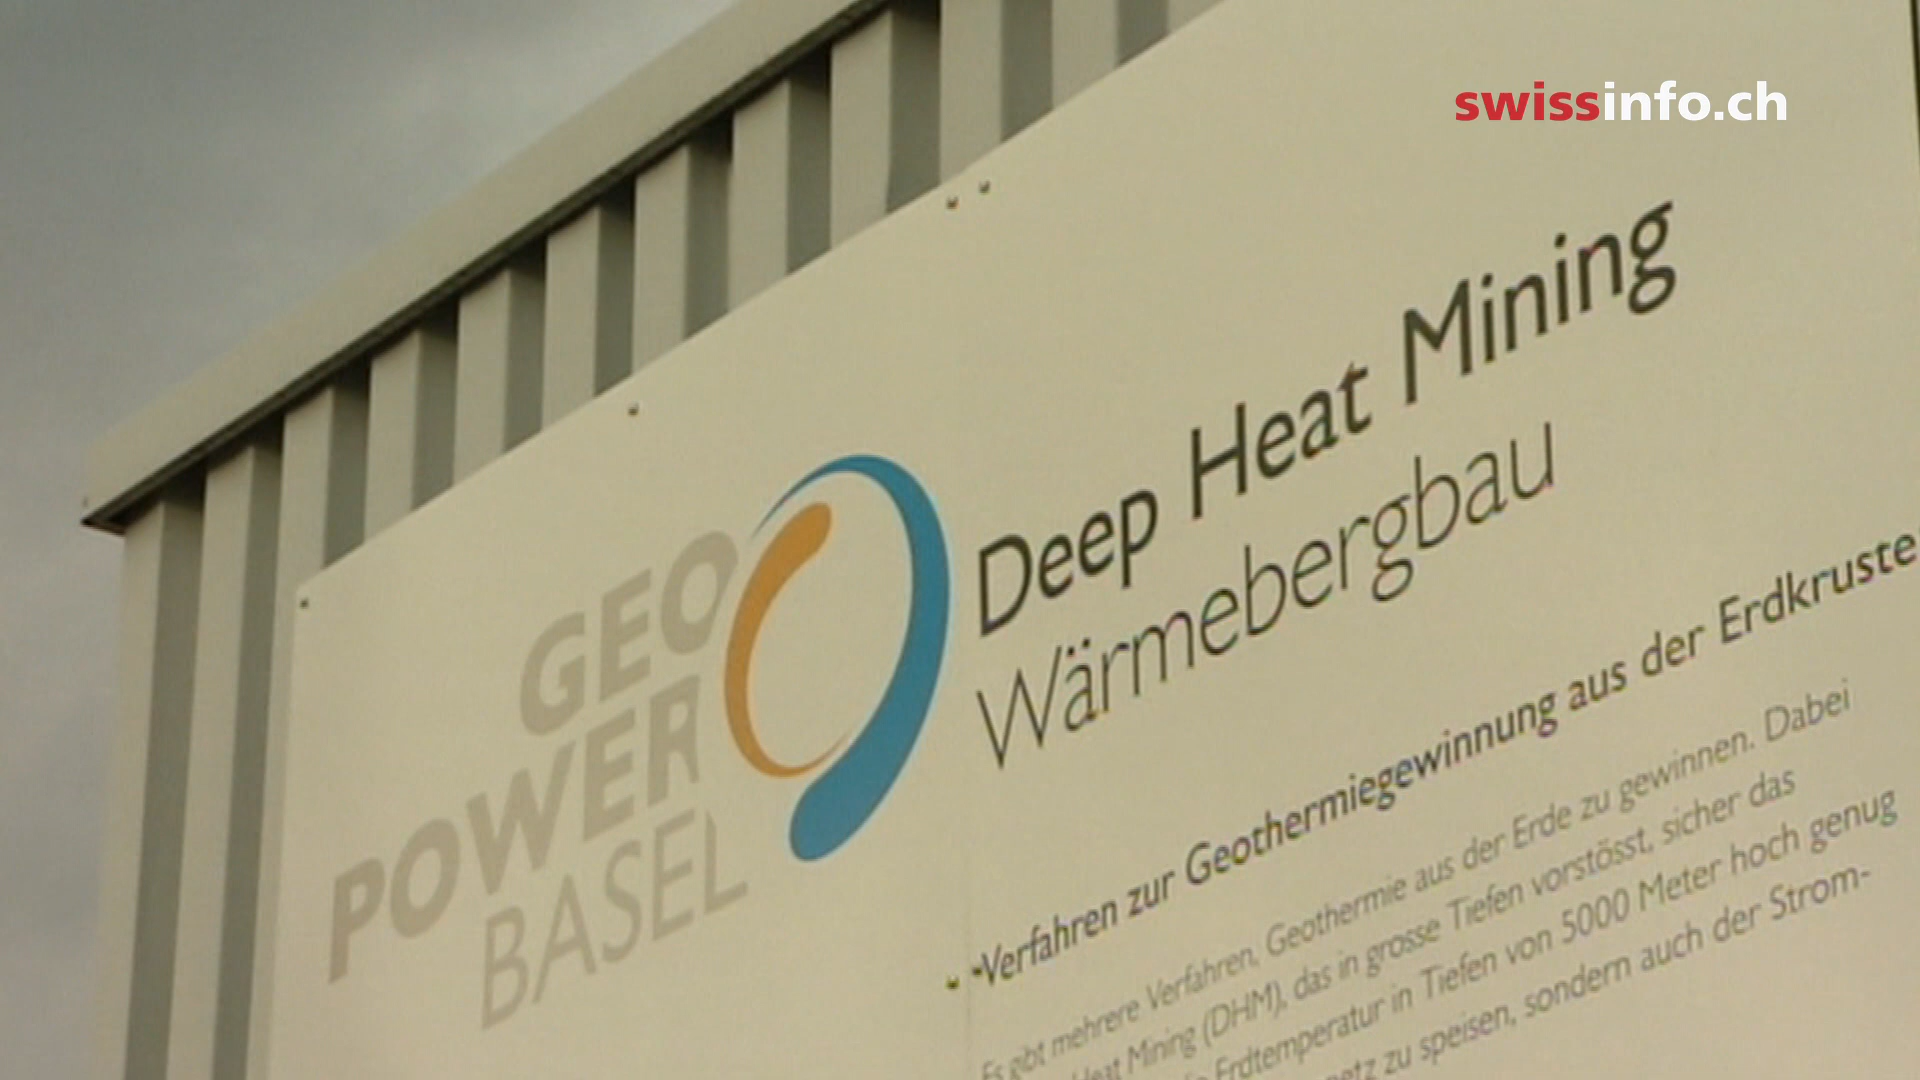 swissinfo.ch
GEO
POWER
BASEL
Deep Heat Mining
Wärmebergbau
Verfahren zur Geothermiegewinnung aus der Erdkruste
Es gibt mehrere Verfahren, Geothermie aus der Erde zu gewinnen. Dabei
Heat Mining (DHM), das in grosse Tiefen vorstösst, sicher das
Erdtemperatur in Tiefen von 5000 Meter hoch genug
zu speisen, sondern auch der Strom-